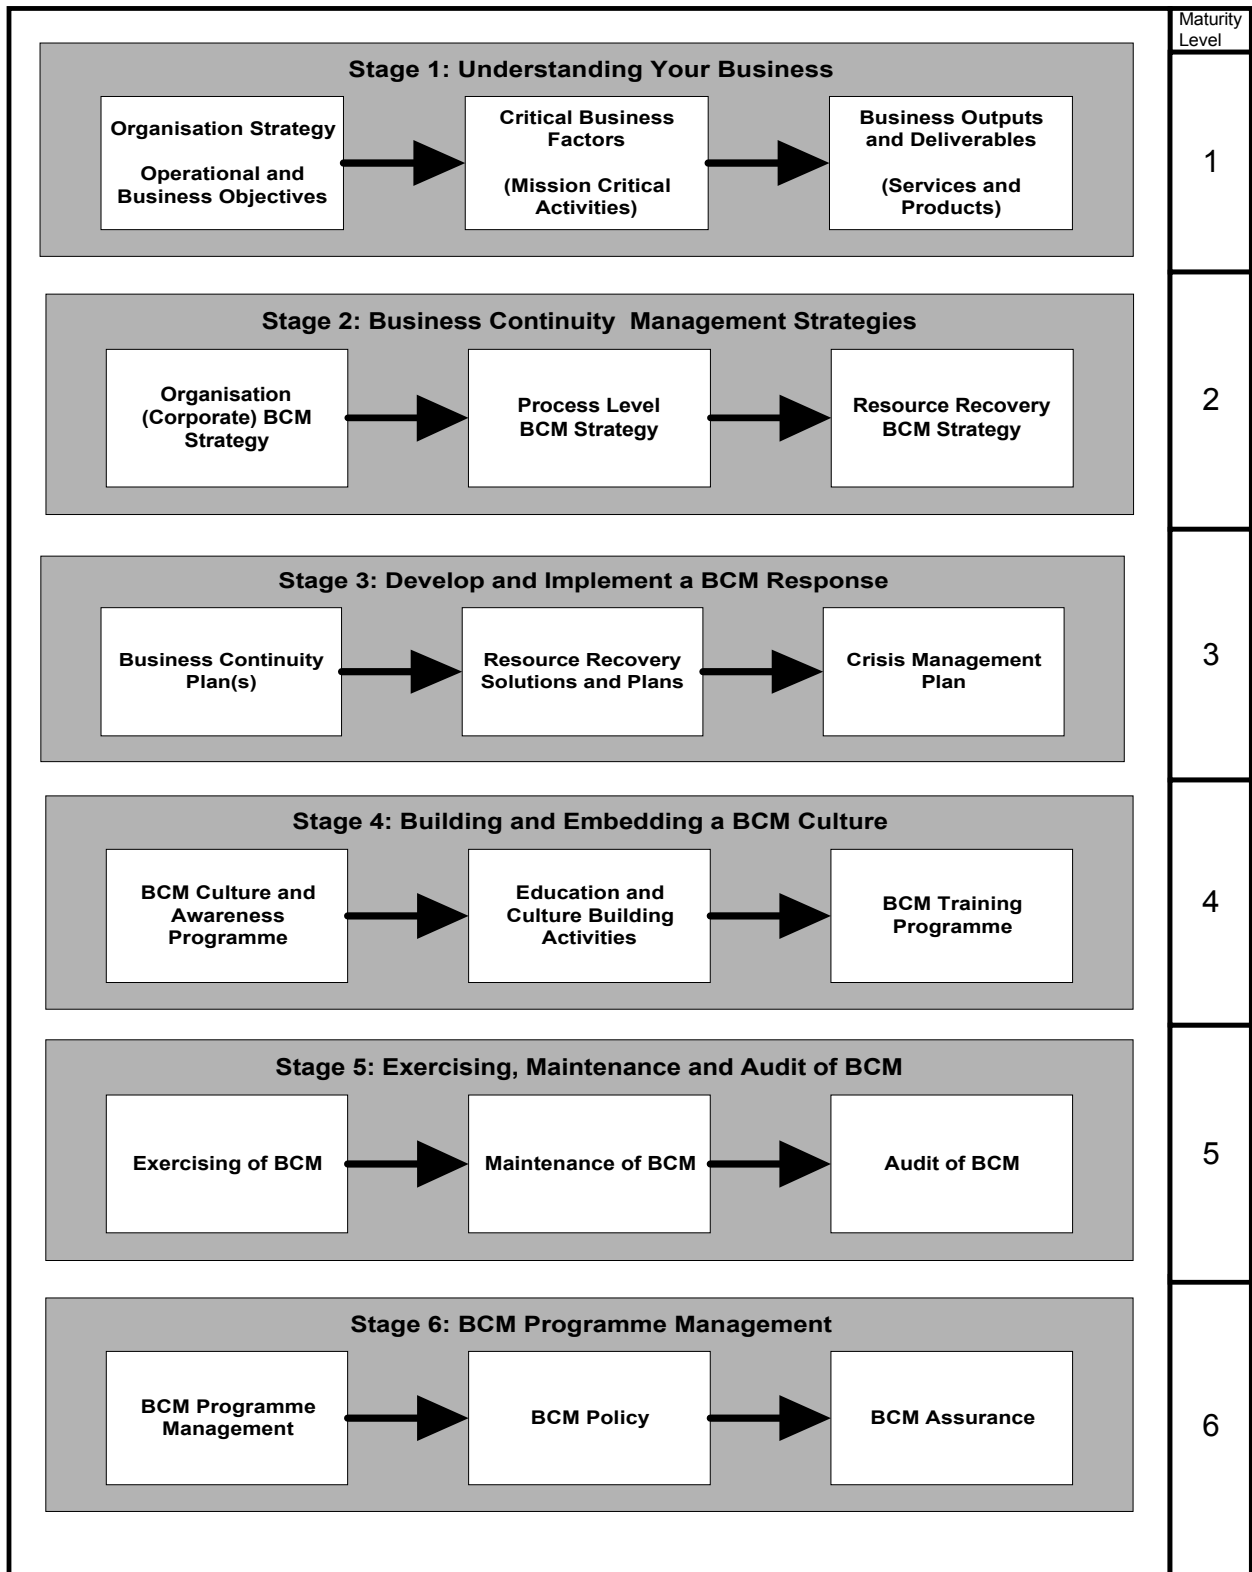 Maturity
Level
Stage 1: Understanding Your Business
Organisation Strategy
Operational and
Business Objectives
Critical Business
Factors
(Mission Critical
Activities)
Business Outputs
and Deliverables
(Services and
Products)
1
Stage 2: Business Continuity  Management Strategies
Organisation
(Corporate) BCM
Strategy
Process Level
BCM Strategy
Resource Recovery
BCM Strategy
2
Stage 3: Develop and Implement a BCM Response
Business Continuity
Plan(s)
Resource Recovery
Solutions and Plans
Crisis Management
Plan
3
Stage 4: Building and Embedding a BCM Culture
BCM Culture and
Awareness
Programme
Education and
Culture Building
Activities
BCM Training
Programme
4
Stage 5: Exercising, Maintenance and Audit of BCM
Exercising of BCM
Maintenance of BCM
Audit of BCM
5
Stage 6: BCM Programme Management
BCM Programme
Management
BCM Policy
BCM Assurance
6